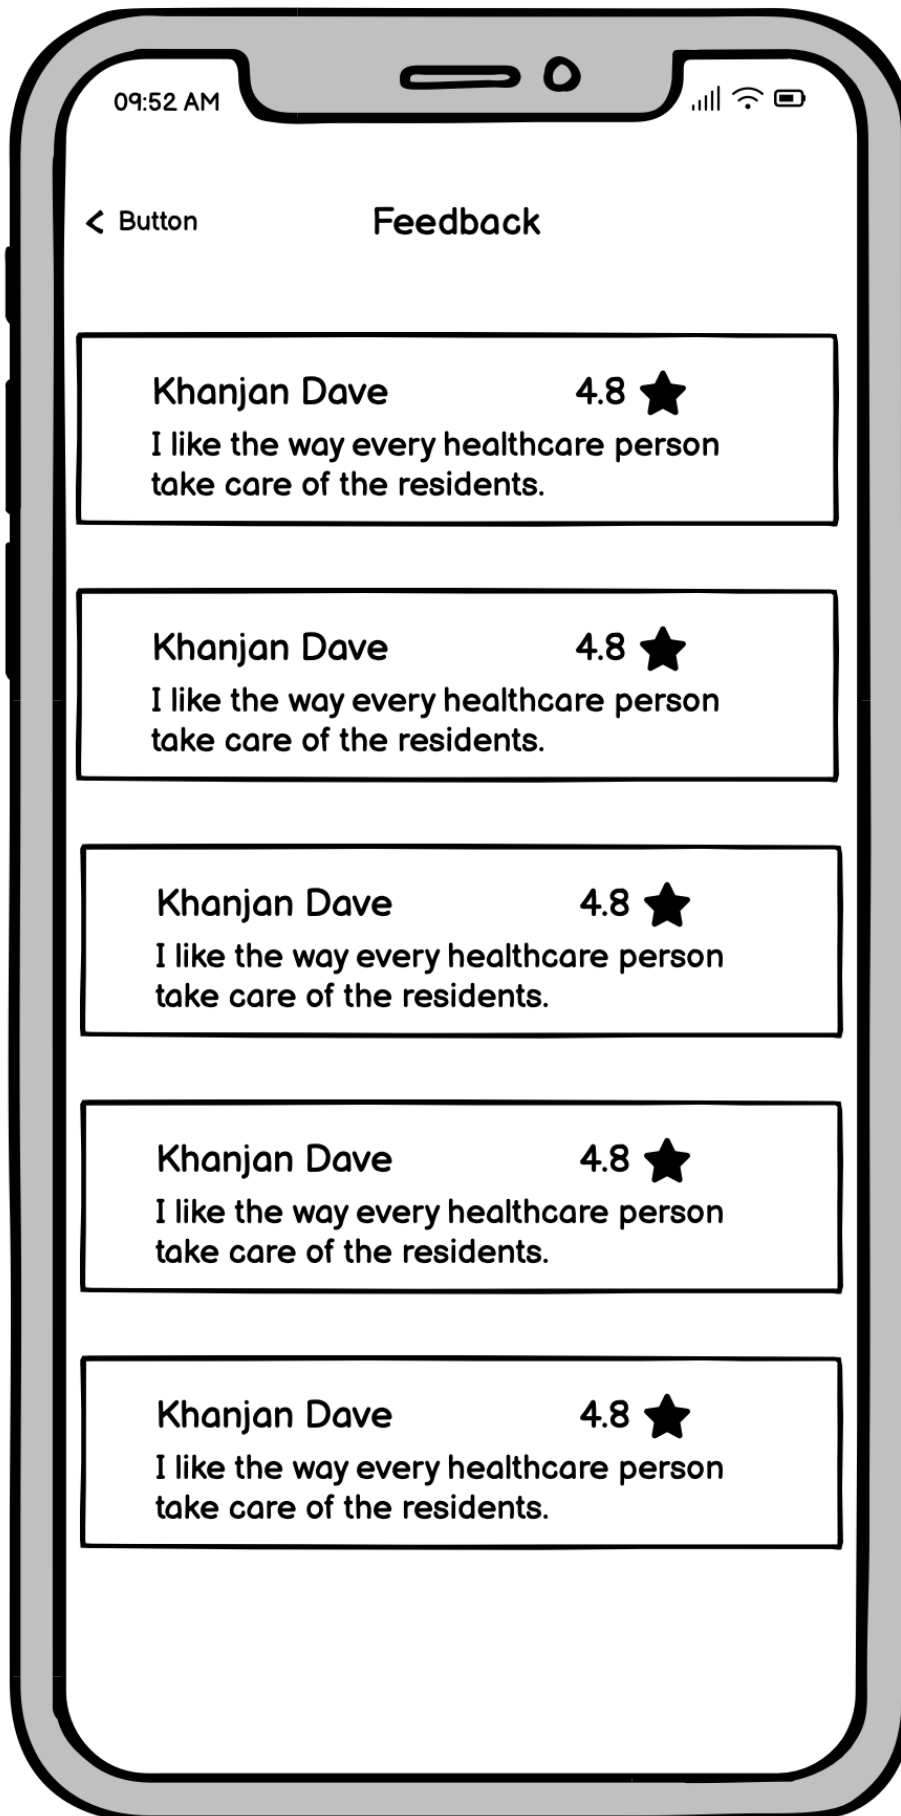 09:52 AM
Button
Feedback
Khanjan Dave 4.8
I like the way every healthcare person
take care of the residents.
Khanjan Dave 4.8
I like the way every healthcare person
take care of the residents.
Khanjan Dave 4.8
I like the way every healthcare person
take care of the residents.
Khanjan Dave 4.8
I like the way every healthcare person
take care of the residents.
Khanjan Dave 4.8
I like the way every healthcare person
take care of the residents.